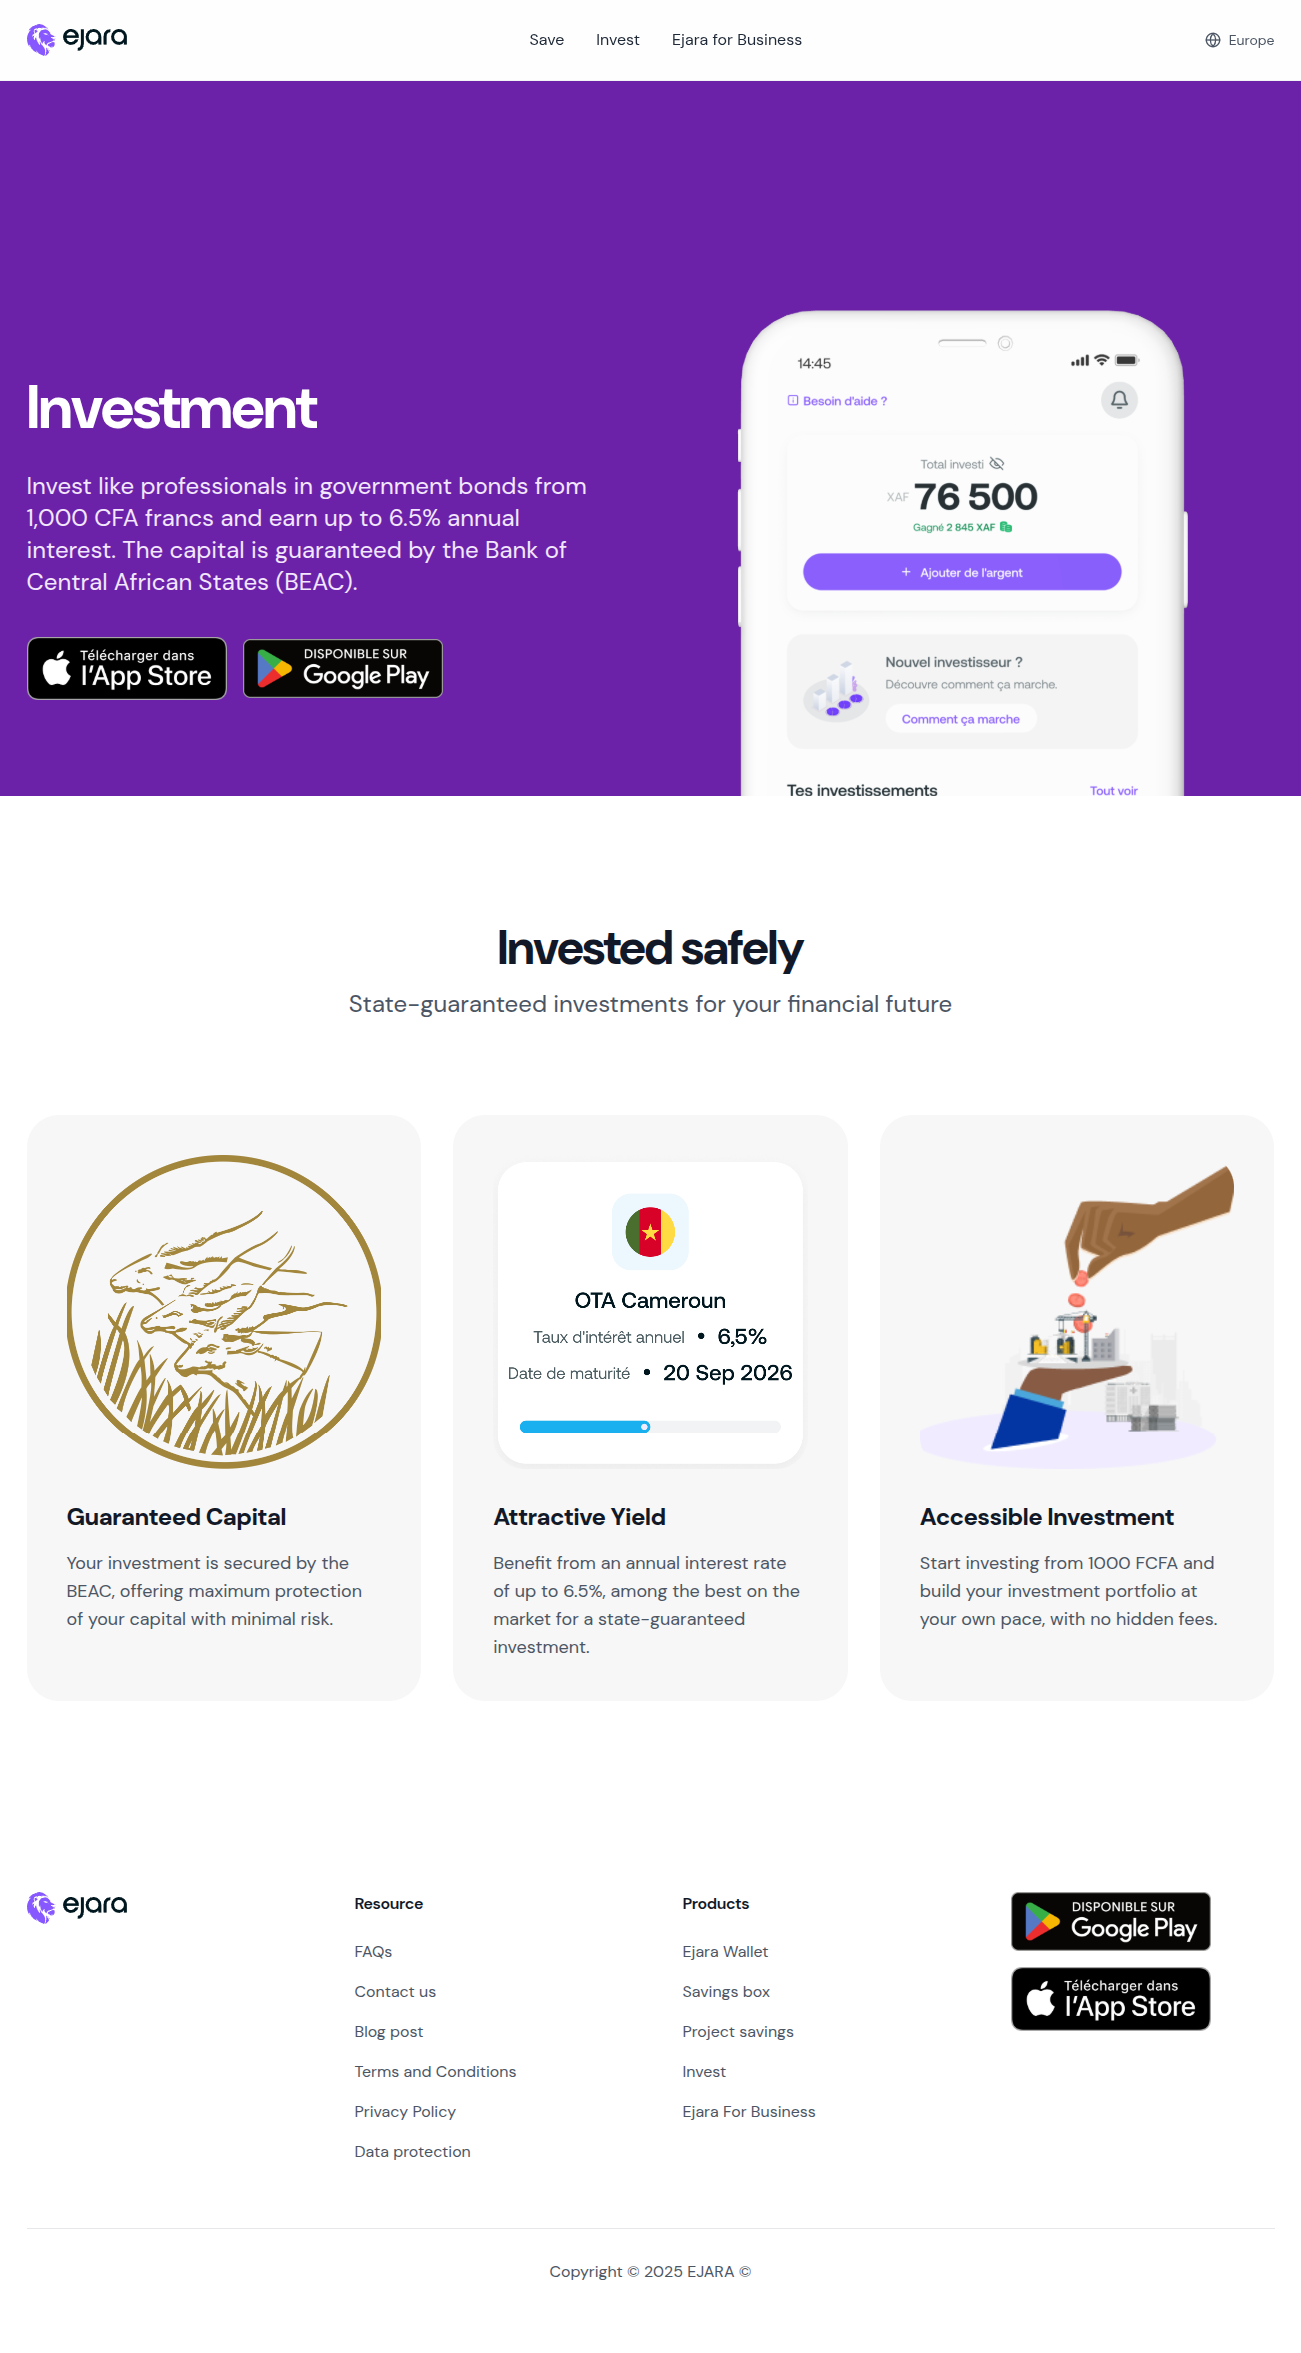 ejara
Save
Invest
Ejara for Business
Europe
Investment
Invest like professionals in government bonds from
1,000 CFA francs and earn up to 6.5% annual
interest. The capital is guaranteed by the Bank of
Central African States (BEAC).
Télécharger dans
l'App Store
DISPONIBLE SUR
Google Play
14:45
Besoin d'aide ?
Total investi
XAF 76 500
Gagné 2 845 XAF
+ Ajouter de l'argent
Nouvel investisseur ?
Découvre comment ça marche.
Comment ça marche
Tes investissements
Tout voir
Invested safely
State-guaranteed investments for your financial future
OTA Cameroun
Taux d'intérêt annuel • 6,5%
Date de maturité • 20 Sep 2026
Guaranteed Capital
Your investment is secured by the
BEAC, offering maximum protection
of your capital with minimal risk.
Attractive Yield
Benefit from an annual interest rate
of up to 6.5%, among the best on the
market for a state-guaranteed
investment.
Accessible Investment
Start investing from 1000 FCFA and
build your investment portfolio at
your own pace, with no hidden fees.
ejara
Resource
FAQs
Contact us
Blog post
Terms and Conditions
Privacy Policy
Data protection
Products
Ejara Wallet
Savings box
Project savings
Invest
Ejara For Business
DISPONIBLE SUR
Google Play
Télécharger dans
l'App Store
Copyright © 2025 EJARA ©